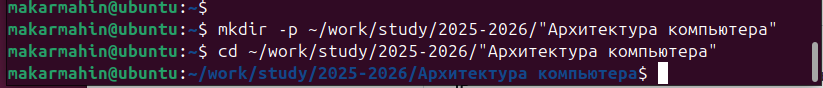 makarmahin@ubuntu:~$
makarmahin@ubuntu:~$ mkdir -p ~/work/study/2025-2026/"Архитектура компьютера"
makarmahin@ubuntu:~$ cd ~/work/study/2025-2026/"Архитектура компьютера"
makarmahin@ubuntu:~/work/study/2025-2026/Архитектура компьютера$